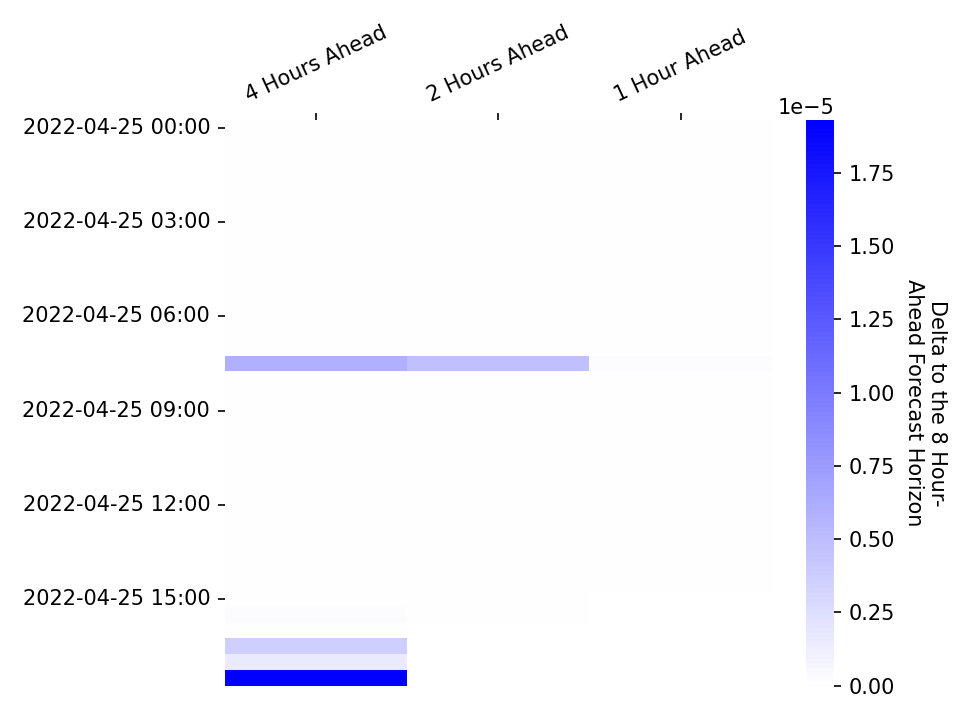 4 Hours Ahead
2 Hours Ahead
1 Hour Ahead
2022-04-25 00:00
2022-04-25 03:00
2022-04-25 06:00
2022-04-25 09:00
2022-04-25 12:00
2022-04-25 15:00
1e−5
1.75
1.50
1.25
1.00
0.75
0.50
0.25
0.00
Delta to the 8 Hour-
Ahead Forecast Horizon